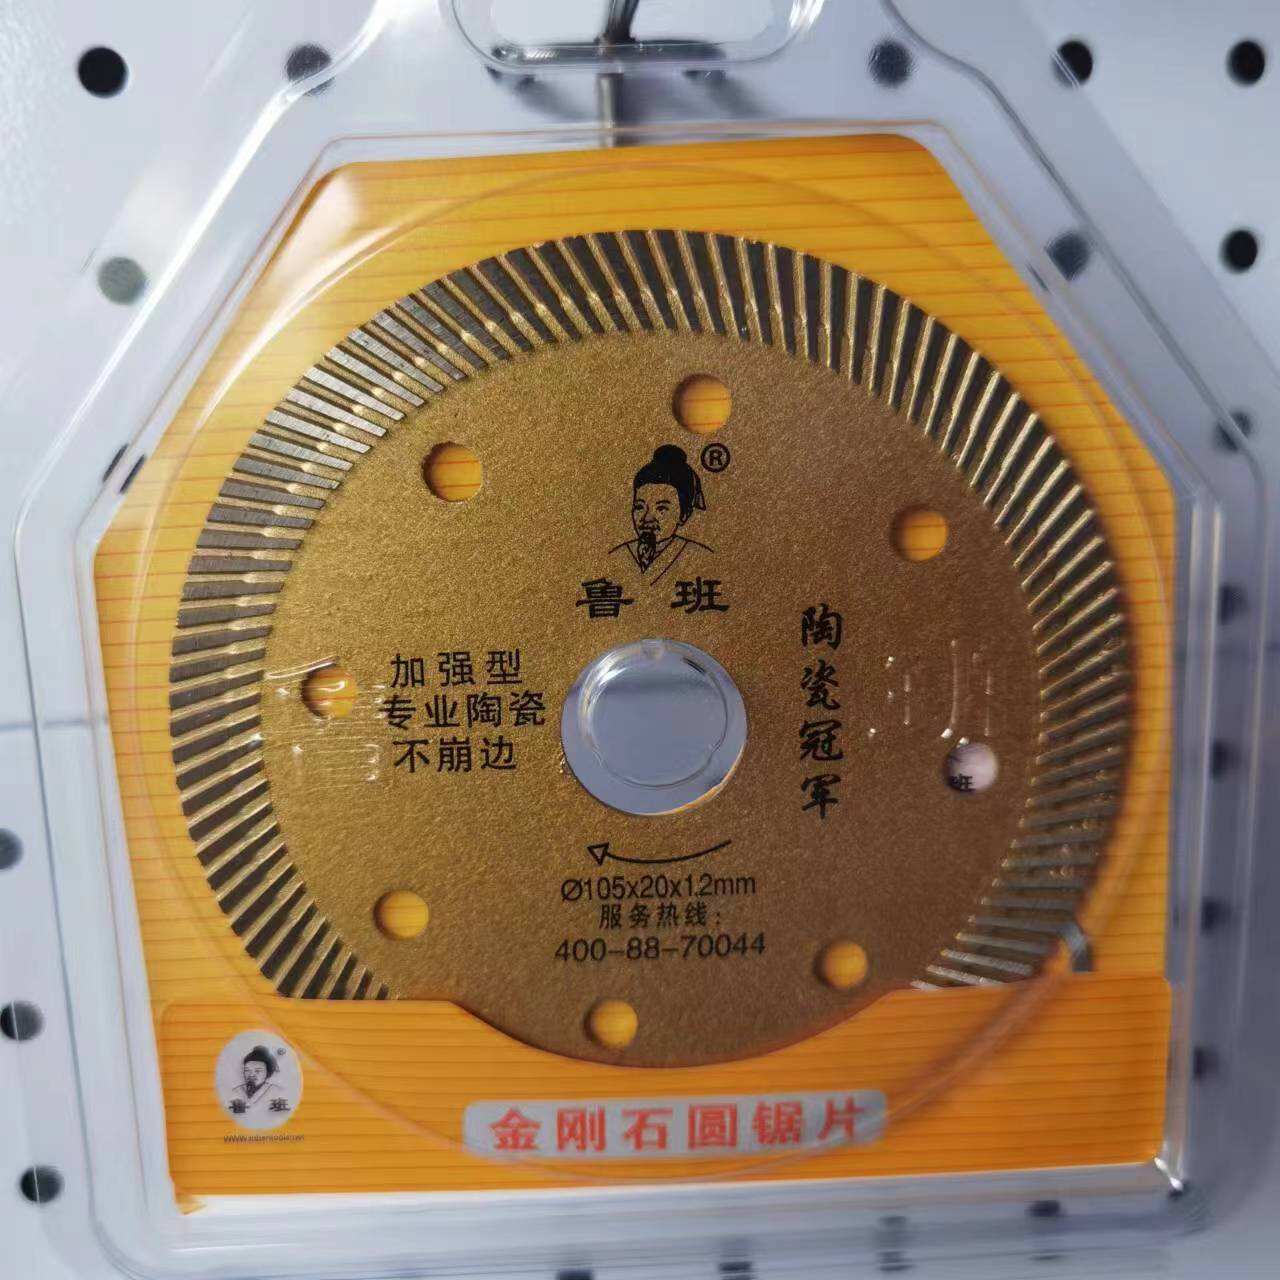 ®
鲁 班
加强型
专业陶瓷
不崩边
陶瓷冠军
班
Ø105x20x1.2mm
服务热线:
400-88-70044
®
鲁 班
金刚石圆锯片